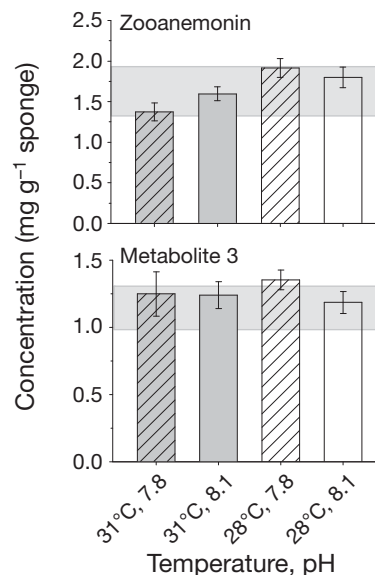 Zooanemonin
2.5
2.0
1.5
1.0
0.5
0.0
Concentration (mg g⁻¹ sponge)
Metabolite 3
1.5
1.0
0.5
0.0
31°C, 7.8
31°C, 8.1
28°C, 7.8
28°C, 8.1
Temperature, pH